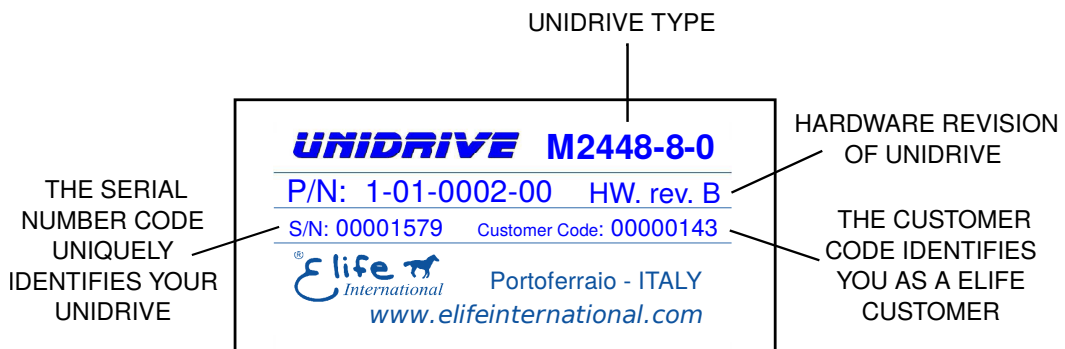 UNIDRIVE TYPE
UNIDRIVE M2448-8-0
P/N: 1-01-0002-00 HW. rev. B
S/N: 00001579 Customer Code: 00000143
® Elife
International
Portoferraio - ITALY
www.elifeinternational.com
THE SERIAL
NUMBER CODE
UNIQUELY
IDENTIFIES YOUR
UNIDRIVE
HARDWARE REVISION
OF UNIDRIVE
THE CUSTOMER
CODE IDENTIFIES
YOU AS A ELIFE
CUSTOMER